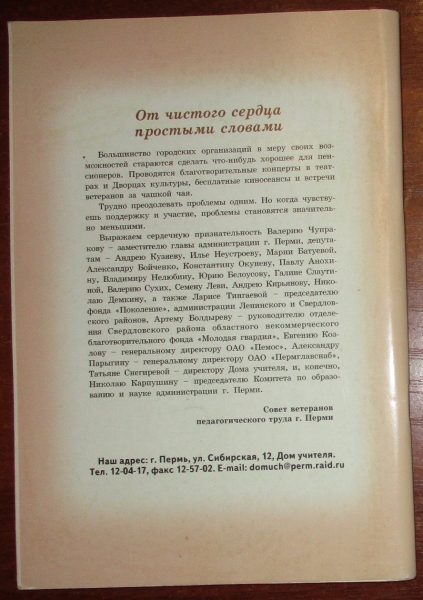 От чистого сердца
простыми словами
Большинство городских организаций в меру своих воз-
можностей стараются сделать что-нибудь хорошее для пен-
сионеров. Проводятся благотворительные концерты в теат-
рах и Дворцах культуры, бесплатные киносеансы и встречи
ветеранов за чашкой чая.
Трудно преодолевать проблемы одним. Но когда чувству-
ешь поддержку и участие, проблемы становятся значитель-
но меньшими.
Выражаем сердечную признательность Валерию Чупра-
кову – заместителю главы администрации г. Перми, депута-
там – Андрею Кузяеву, Илье Неустроеву, Марии Батуевой,
Александру Бойченко, Константину Окуневу, Павлу Анохи-
ну, Владимиру Нелюбину, Юрию Белоусову, Галине Слаути-
ной, Валерию Сухих, Семену Леви, Андрею Кирьянову, Нико-
лаю Демкину, а также Ларисе Тингаевой – председателю
фонда «Поколение», администрации Ленинского и Свердлов-
ского районов, Артему Болдыреву – руководителю отделе-
ния Свердловского района областного некоммерческого
благотворительного фонда «Молодая гвардия», Евгению Коз-
лову – генеральному директору ОАО «Пемос», Александру
Парыгину – генеральному директору ОАО «Пермглавснаб»,
Татьяне Снегиревой – директору Дома учителя, и, конечно,
Николаю Карпушину – председателю Комитета по образо-
ванию и науке администрации г. Перми.
Совет ветеранов
педагогического труда г. Перми
Наш адрес: г. Пермь, ул. Сибирская, 12, Дом учителя.
Тел. 12-04-17, факс 12-57-02. E-mail: domuch@perm.raid.ru